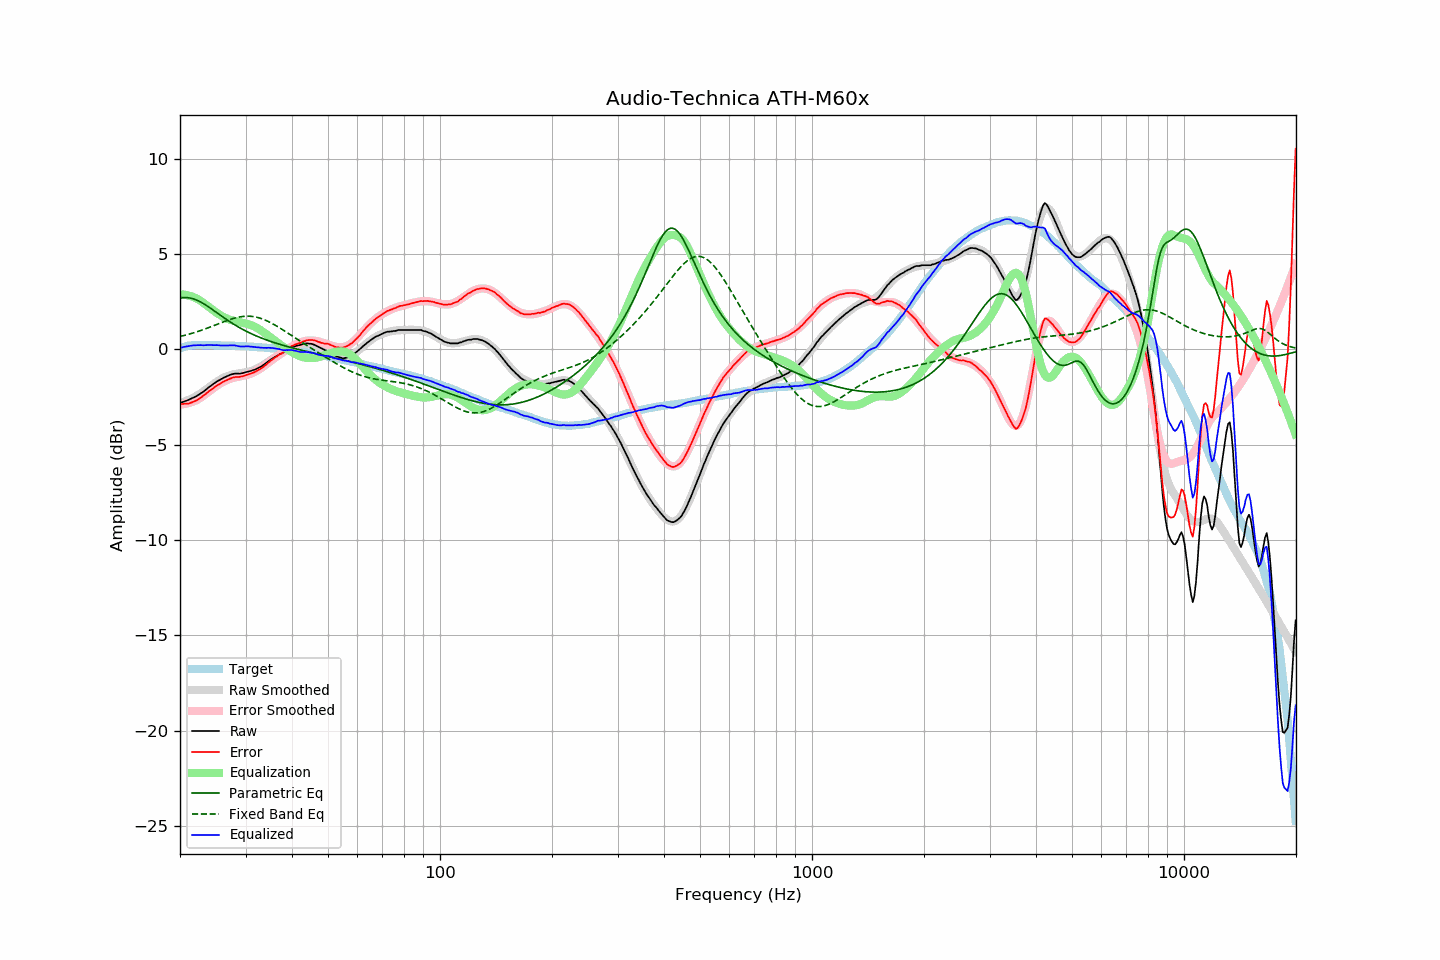 Audio-Technica ATH-M60x
Amplitude (dBr)
10
5
0
−5
−10
−15
−20
−25
Target
Raw Smoothed
Error Smoothed
Raw
Error
Equalization
Parametric Eq
Fixed Band Eq
Equalized
100
1000
10000
Frequency (Hz)